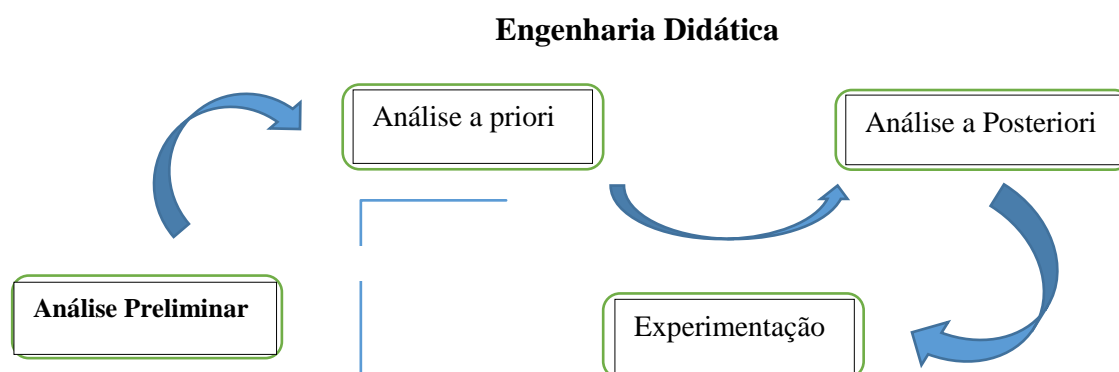 Engenharia Didática
Análise a priori
Análise a Posteriori
Análise Preliminar
Experimentação